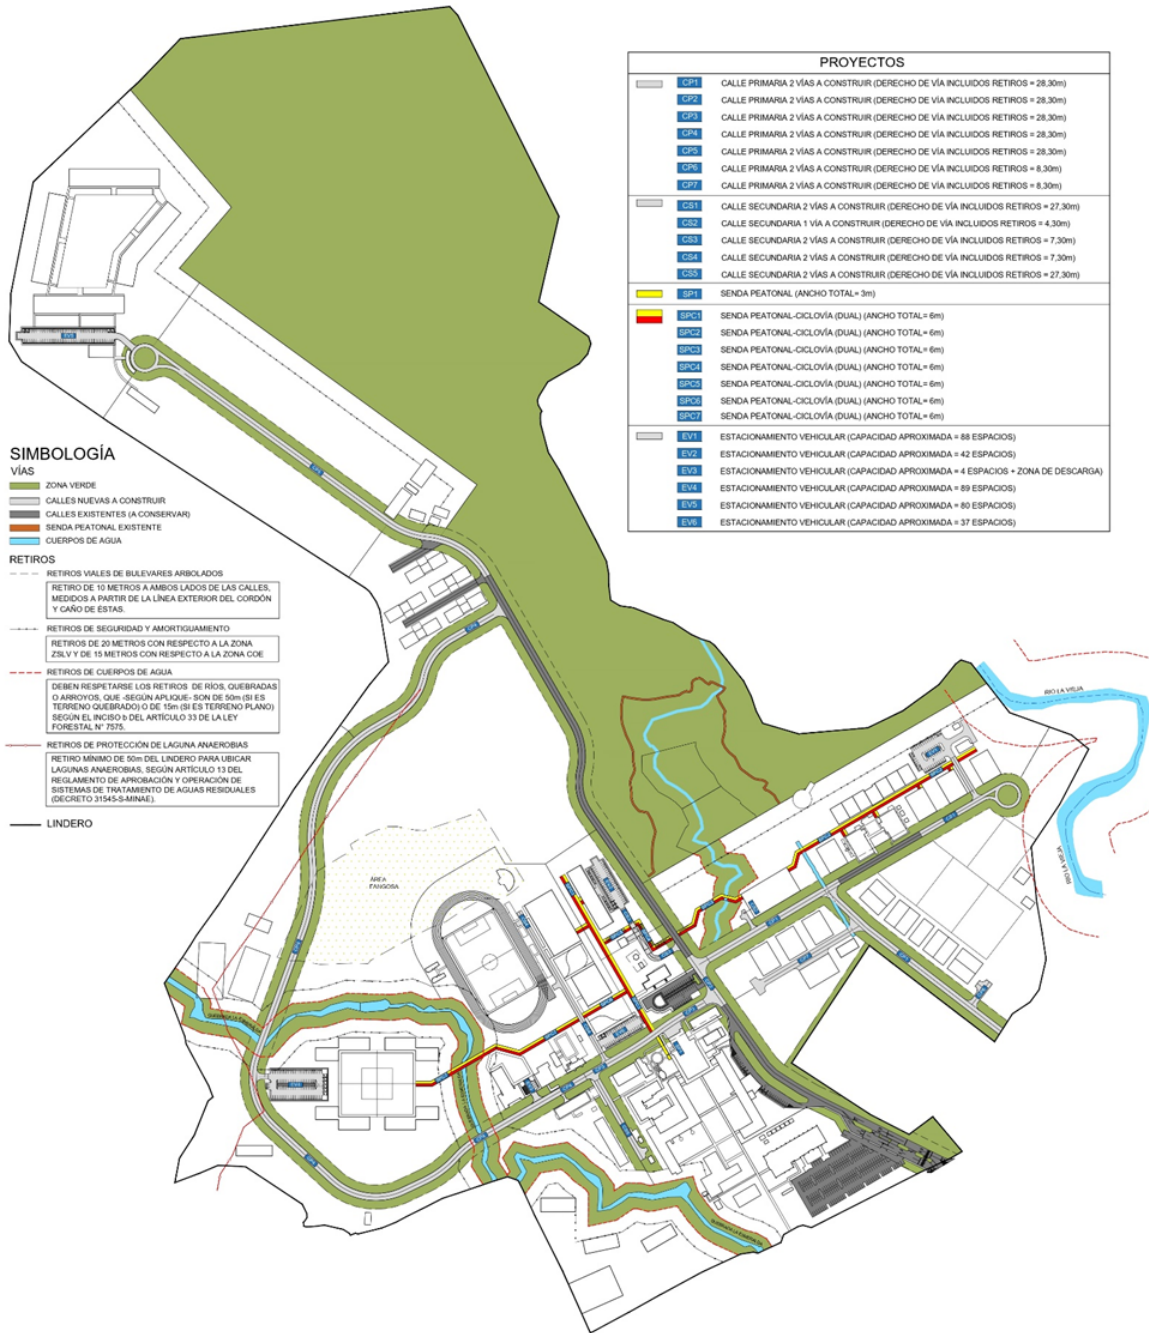 PROYECTOS
CP1 CALLE PRIMARIA 2 VÍAS A CONSTRUIR (DERECHO DE VÍA INCLUIDOS RETIROS = 28,30m)
CP2 CALLE PRIMARIA 2 VÍAS A CONSTRUIR (DERECHO DE VÍA INCLUIDOS RETIROS = 28,30m)
CP3 CALLE PRIMARIA 2 VÍAS A CONSTRUIR (DERECHO DE VÍA INCLUIDOS RETIROS = 28,30m)
CP4 CALLE PRIMARIA 2 VÍAS A CONSTRUIR (DERECHO DE VÍA INCLUIDOS RETIROS = 28,30m)
CP5 CALLE PRIMARIA 2 VÍAS A CONSTRUIR (DERECHO DE VÍA INCLUIDOS RETIROS = 28,30m)
CP6 CALLE PRIMARIA 2 VÍAS A CONSTRUIR (DERECHO DE VÍA INCLUIDOS RETIROS = 8,30m)
CP7 CALLE PRIMARIA 2 VÍAS A CONSTRUIR (DERECHO DE VÍA INCLUIDOS RETIROS = 8,30m)
CS1 CALLE SECUNDARIA 2 VÍAS A CONSTRUIR (DERECHO DE VÍA INCLUIDOS RETIROS = 27,30m)
CS2 CALLE SECUNDARIA 1 VÍA A CONSTRUIR (DERECHO DE VÍA INCLUIDOS RETIROS = 4,30m)
CS3 CALLE SECUNDARIA 2 VÍAS A CONSTRUIR (DERECHO DE VÍA INCLUIDOS RETIROS = 7,30m)
CS4 CALLE SECUNDARIA 2 VÍAS A CONSTRUIR (DERECHO DE VÍA INCLUIDOS RETIROS = 7,30m)
CS5 CALLE SECUNDARIA 2 VÍAS A CONSTRUIR (DERECHO DE VÍA INCLUIDOS RETIROS = 27,30m)
SP1 SENDA PEATONAL (ANCHO TOTAL= 3m)
SPC1 SENDA PEATONAL-CICLOVÍA (DUAL) (ANCHO TOTAL= 6m)
SPC2 SENDA PEATONAL-CICLOVÍA (DUAL) (ANCHO TOTAL= 6m)
SPC3 SENDA PEATONAL-CICLOVÍA (DUAL) (ANCHO TOTAL= 6m)
SPC4 SENDA PEATONAL-CICLOVÍA (DUAL) (ANCHO TOTAL= 6m)
SPC5 SENDA PEATONAL-CICLOVÍA (DUAL) (ANCHO TOTAL= 6m)
SPC6 SENDA PEATONAL-CICLOVÍA (DUAL) (ANCHO TOTAL= 6m)
SPC7 SENDA PEATONAL-CICLOVÍA (DUAL) (ANCHO TOTAL= 6m)
EV1 ESTACIONAMIENTO VEHICULAR (CAPACIDAD APROXIMADA = 88 ESPACIOS)
EV2 ESTACIONAMIENTO VEHICULAR (CAPACIDAD APROXIMADA = 42 ESPACIOS)
EV3 ESTACIONAMIENTO VEHICULAR (CAPACIDAD APROXIMADA = 4 ESPACIOS + ZONA DE DESCARGA)
EV4 ESTACIONAMIENTO VEHICULAR (CAPACIDAD APROXIMADA = 89 ESPACIOS)
EV5 ESTACIONAMIENTO VEHICULAR (CAPACIDAD APROXIMADA = 80 ESPACIOS)
EV6 ESTACIONAMIENTO VEHICULAR (CAPACIDAD APROXIMADA = 37 ESPACIOS)
SIMBOLOGÍA
VÍAS
ZONA VERDE
CALLES NUEVAS A CONSTRUIR
CALLES EXISTENTES (A CONSERVAR)
SENDA PEATONAL EXISTENTE
CUERPOS DE AGUA
RETIROS
RETIROS VIALES DE BULEVARES ARBOLADOS
RETIRO DE 10 METROS A AMBOS LADOS DE LAS CALLES,
MEDIDOS A PARTIR DE LA LÍNEA EXTERIOR DEL CORDÓN
Y CAÑO DE ÉSTAS.
RETIROS DE SEGURIDAD Y AMORTIGUAMIENTO
RETIROS DE 20 METROS CON RESPECTO A LA ZONA
ZSLV Y DE 15 METROS CON RESPECTO A LA ZONA COE
RETIROS DE CUERPOS DE AGUA
DEBEN RESPETARSE LOS RETIROS DE RÍOS, QUEBRADAS
O ARROYOS, QUE -SEGÚN APLIQUE- SON DE 50m (SI ES
TERRENO QUEBRADO) O DE 15m (SI ES TERRENO PLANO)
SEGÚN EL INCISO b DEL ARTÍCULO 33 DE LA LEY
FORESTAL N° 7575.
RETIROS DE PROTECCIÓN DE LAGUNA ANAEROBIAS
RETIRO MÍNIMO DE 50m DEL LINDERO PARA UBICAR
LAGUNAS ANAEROBIAS, SEGÚN ARTÍCULO 13 DEL
REGLAMENTO DE APROBACIÓN Y OPERACIÓN DE
SISTEMAS DE TRATAMIENTO DE AGUAS RESIDUALES
(DECRETO 31545-S-MINAE).
LINDERO
RIO LA VIEJA
RIO LA VIEJA
ÁREA
FANGOSA
EV4